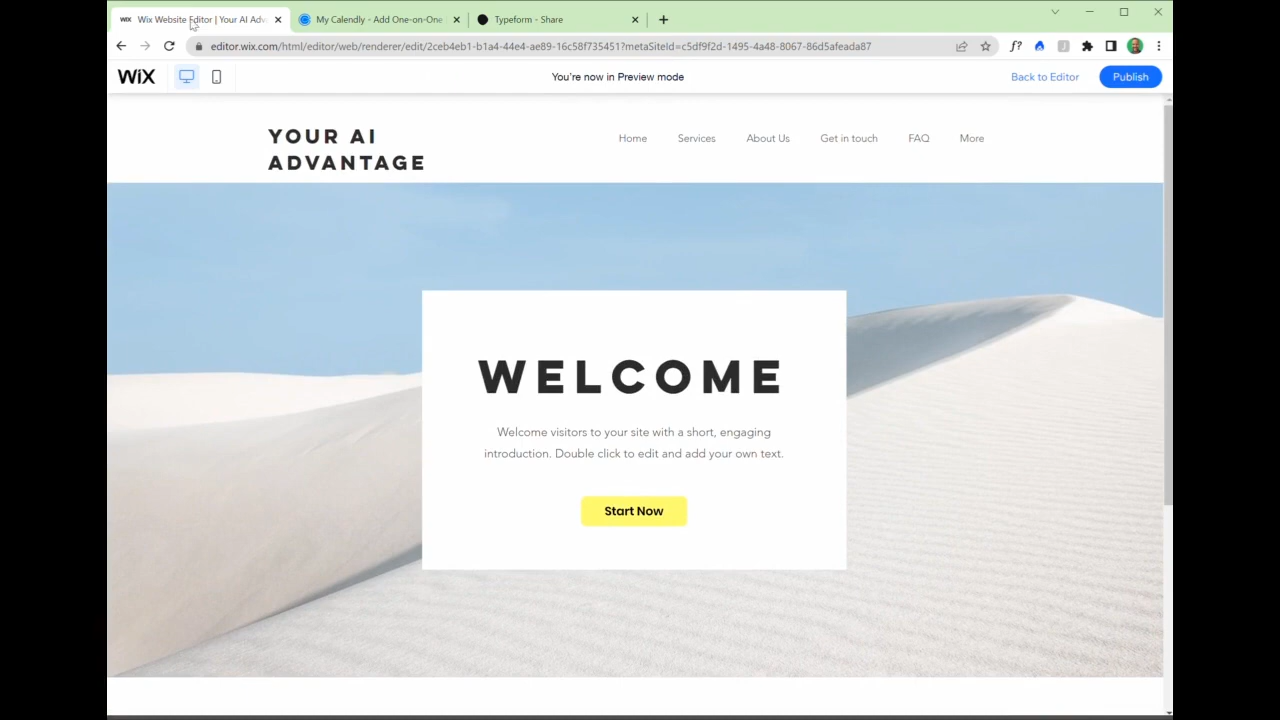 WiX Wix Website Editor | Your AI Adv
My Calendly - Add One-on-One
Typeform - Share
editor.wix.com/html/editor/web/renderer/edit/2ceb4eb1-b1a4-44e4-ae89-16c58f735451?metaSiteId=c5df9f2d-1495-4a48-8067-86d5afeada87
f?
WiX
You're now in Preview mode
Back to Editor
Publish
YOUR AI
ADVANTAGE
Home Services About Us Get in touch FAQ More
WELCOME
Welcome visitors to your site with a short, engaging
introduction. Double click to edit and add your own text.
Start Now